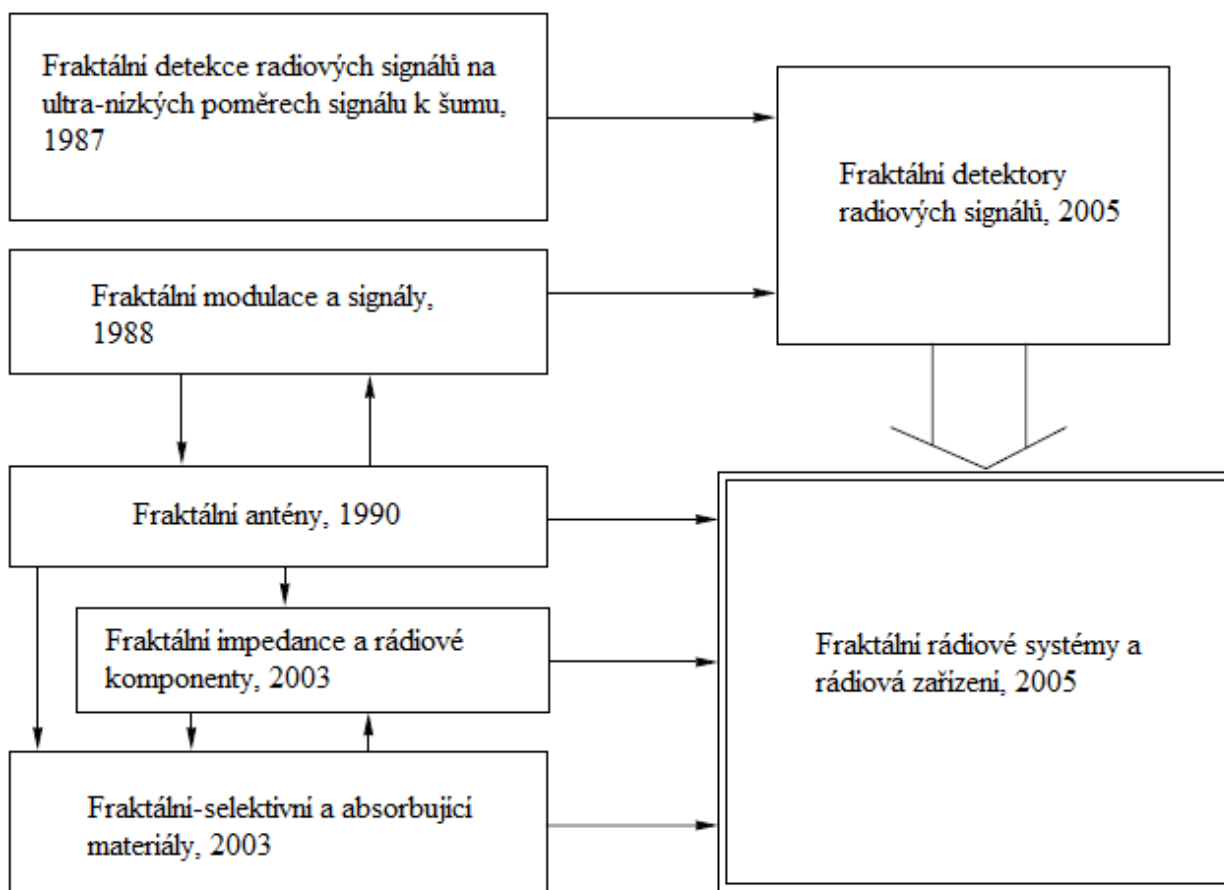 Fraktální detekce radiových signálů na
ultra-nízkých poměrech signálu k šumu,
1987
Fraktální detektory
radiových signálů, 2005
Fraktální modulace a signály,
1988
Fraktální antény, 1990
Fraktální impedance a rádiové
komponenty, 2003
Fraktální rádiové systémy a
rádiová zařízení, 2005
Fraktální-selektivní a absorbující
materiály, 2003